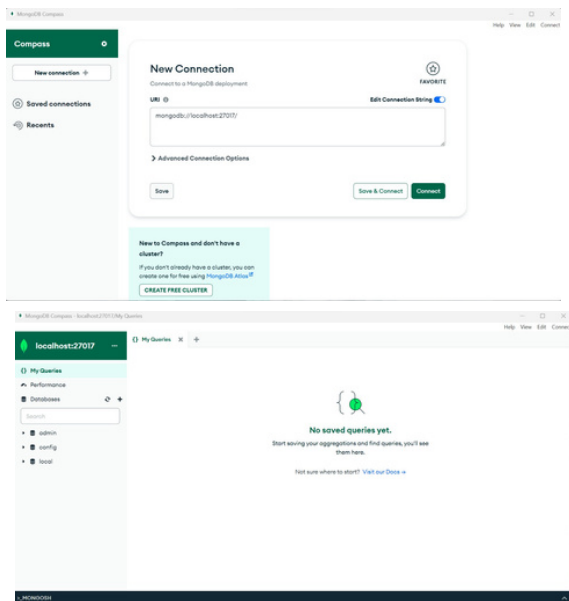 MongoDB Compass
Help View Edit Connect
Compass
New connection +
Saved connections
Recents
New Connection
Connect to a MongoDB deployment
FAVORITE
URI
Edit Connection String
mongodb://localhost:27017/
Advanced Connection Options
Save
Save & Connect
Connect
New to Compass and don't have a
cluster?
If you don't already have a cluster, you can
create one for free using MongoDB Atlas
CREATE FREE CLUSTER
MongoDB Compass - localhost:27017/My Queries
Help View Edit Connec
localhost:27017
{} My Queries
+
{} My Queries
Performance
Databases
Search
admin
config
local
No saved queries yet.
Start saving your aggregations and find queries, you'll see
them here.
Not sure where to start? Visit our Docs →
>_MONGOSH